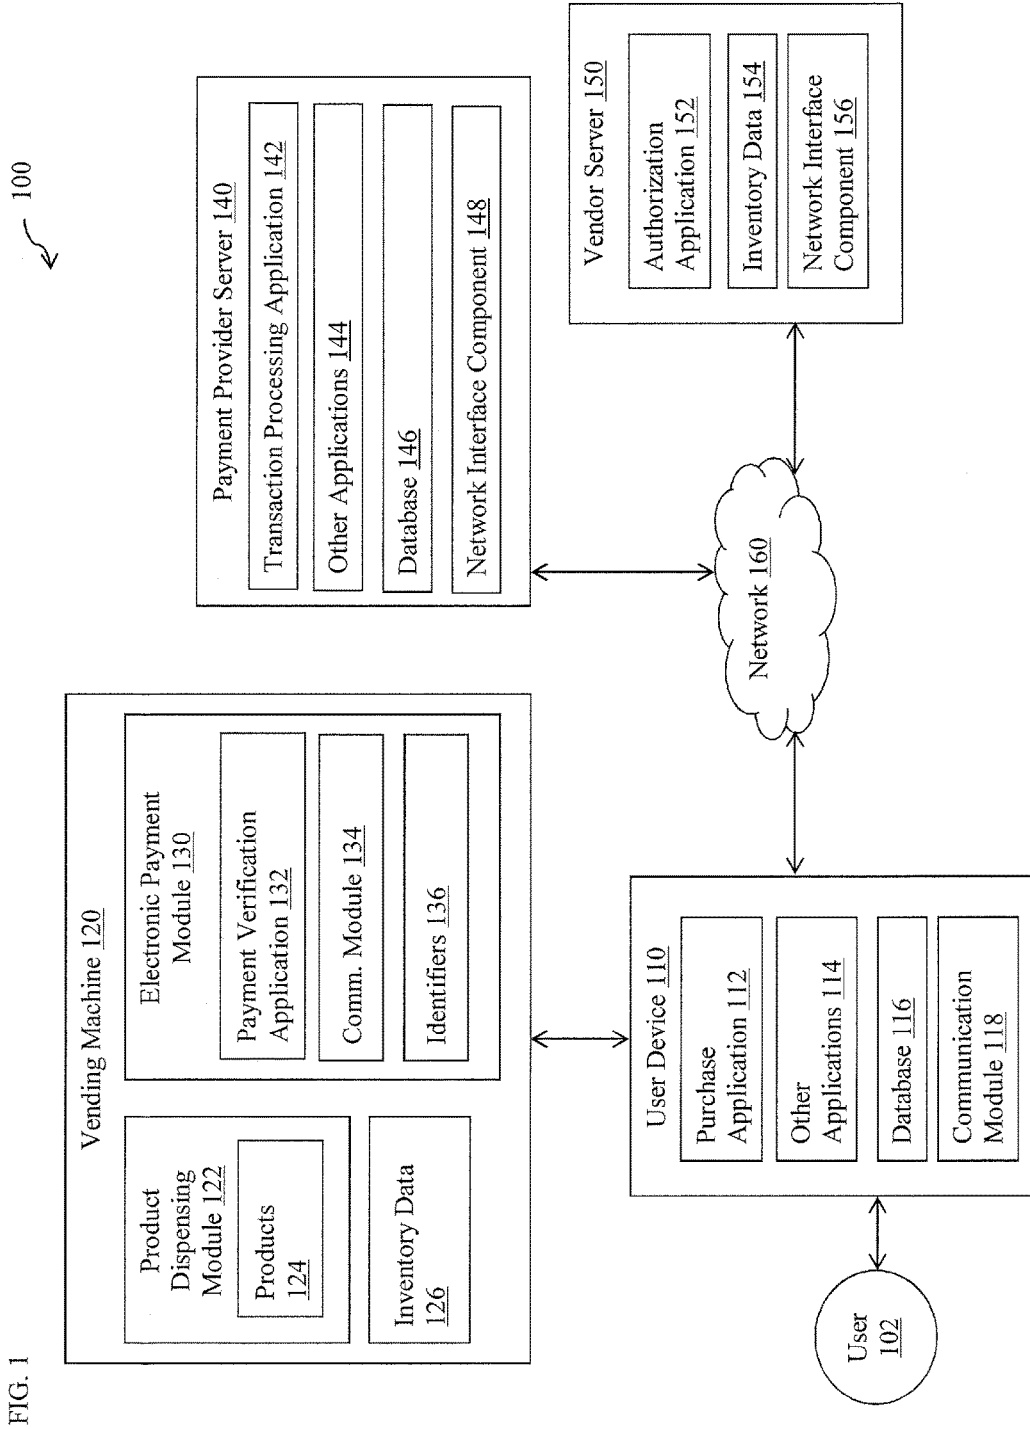 FIG. 1
100
Vending Machine 120
Product
Dispensing
Module 122
Products
124
Inventory Data
126
Electronic Payment
Module 130
Payment Verification
Application 132
Comm. Module 134
Identifiers 136
Payment Provider Server 140
Transaction Processing Application 142
Other Applications 144
Database 146
Network Interface Component 148
User
102
User Device 110
Purchase
Application 112
Other
Applications 114
Database 116
Communication
Module 118
Network 160
Vendor Server 150
Authorization
Application 152
Inventory Data 154
Network Interface
Component 156